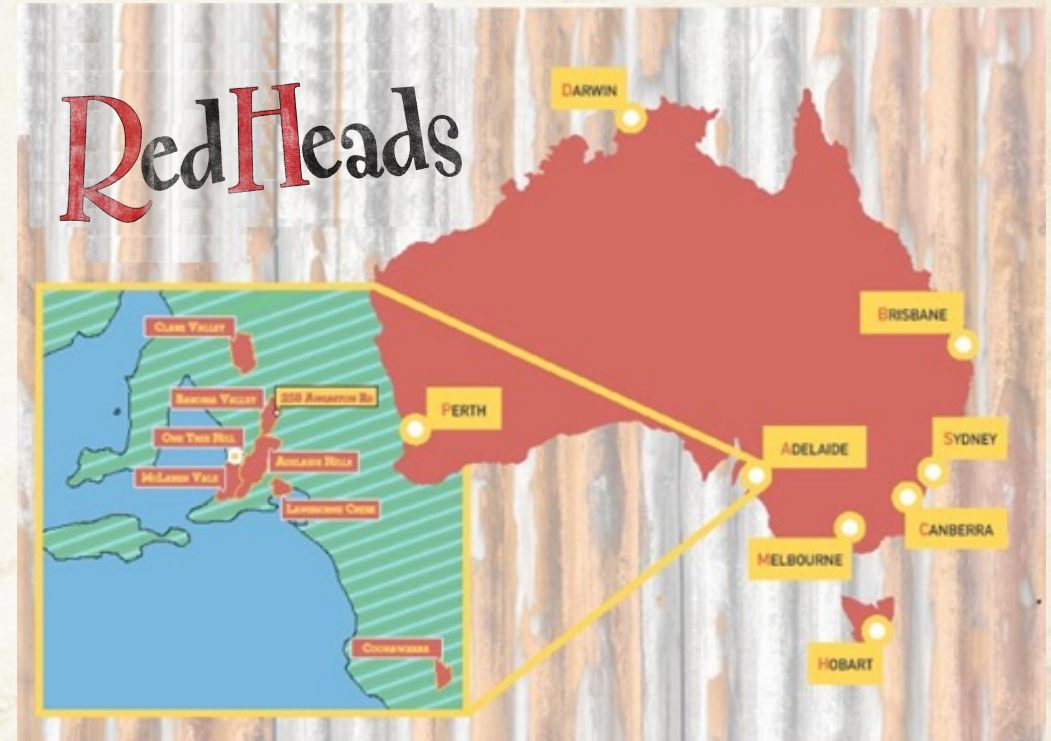 RedHeads
DARWIN
BRISBANE
PERTH
ADELAIDE
SYDNEY
CANBERRA
MELBOURNE
HOBART
CLARE VALLEY
BAROSSA VALLEY
258 ANGASTON RD
ONE TREE HILL
ADELAIDE HILLS
MCLAREN VALE
LANGHORNE CREEK
COONAWARRA